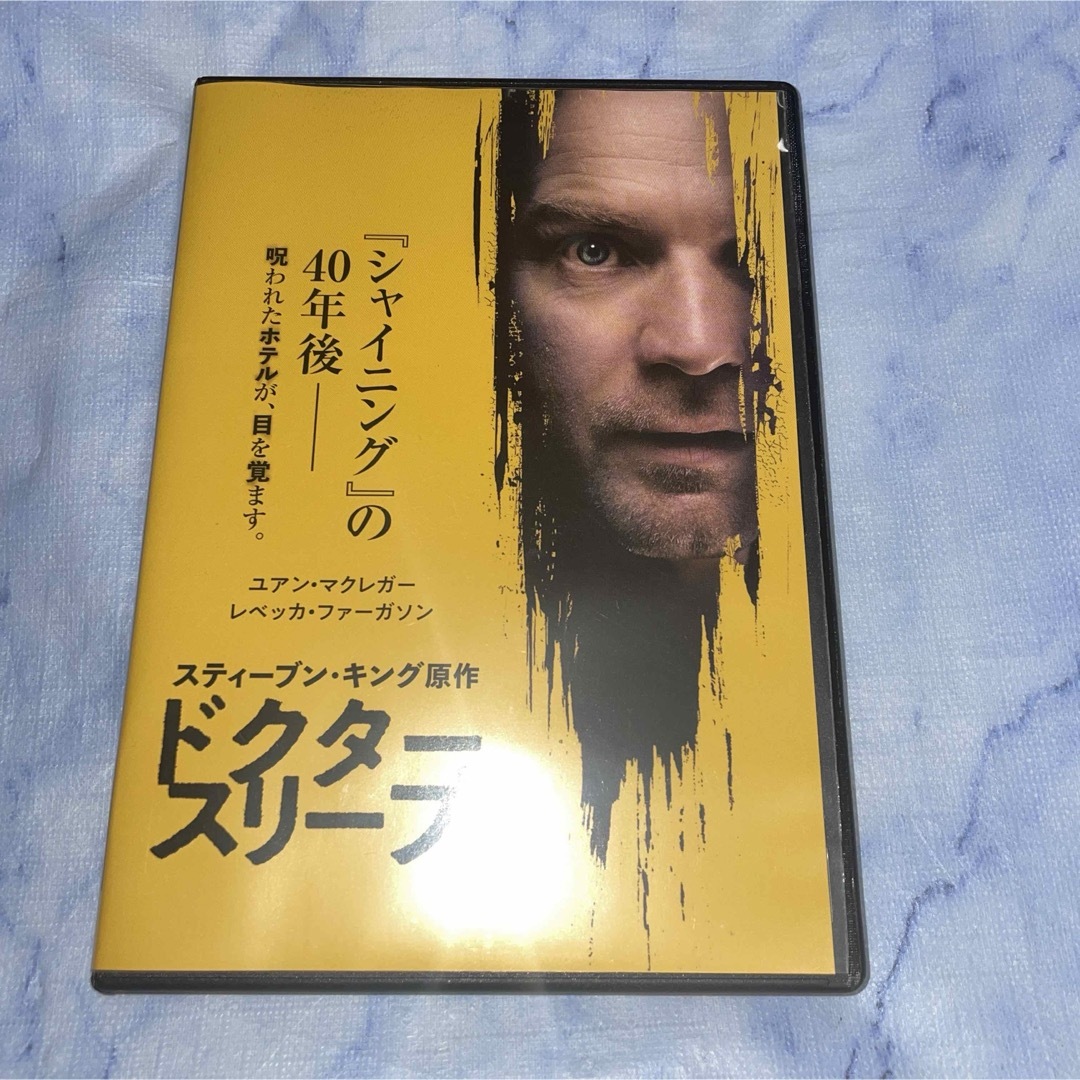 『シャイニング』の
40年後――
呪われたホテルが、目を覚ます。
ユアン・マクレガー
レベッカ・ファーガソン
スティーブン・キング原作
ドクター
スリープ